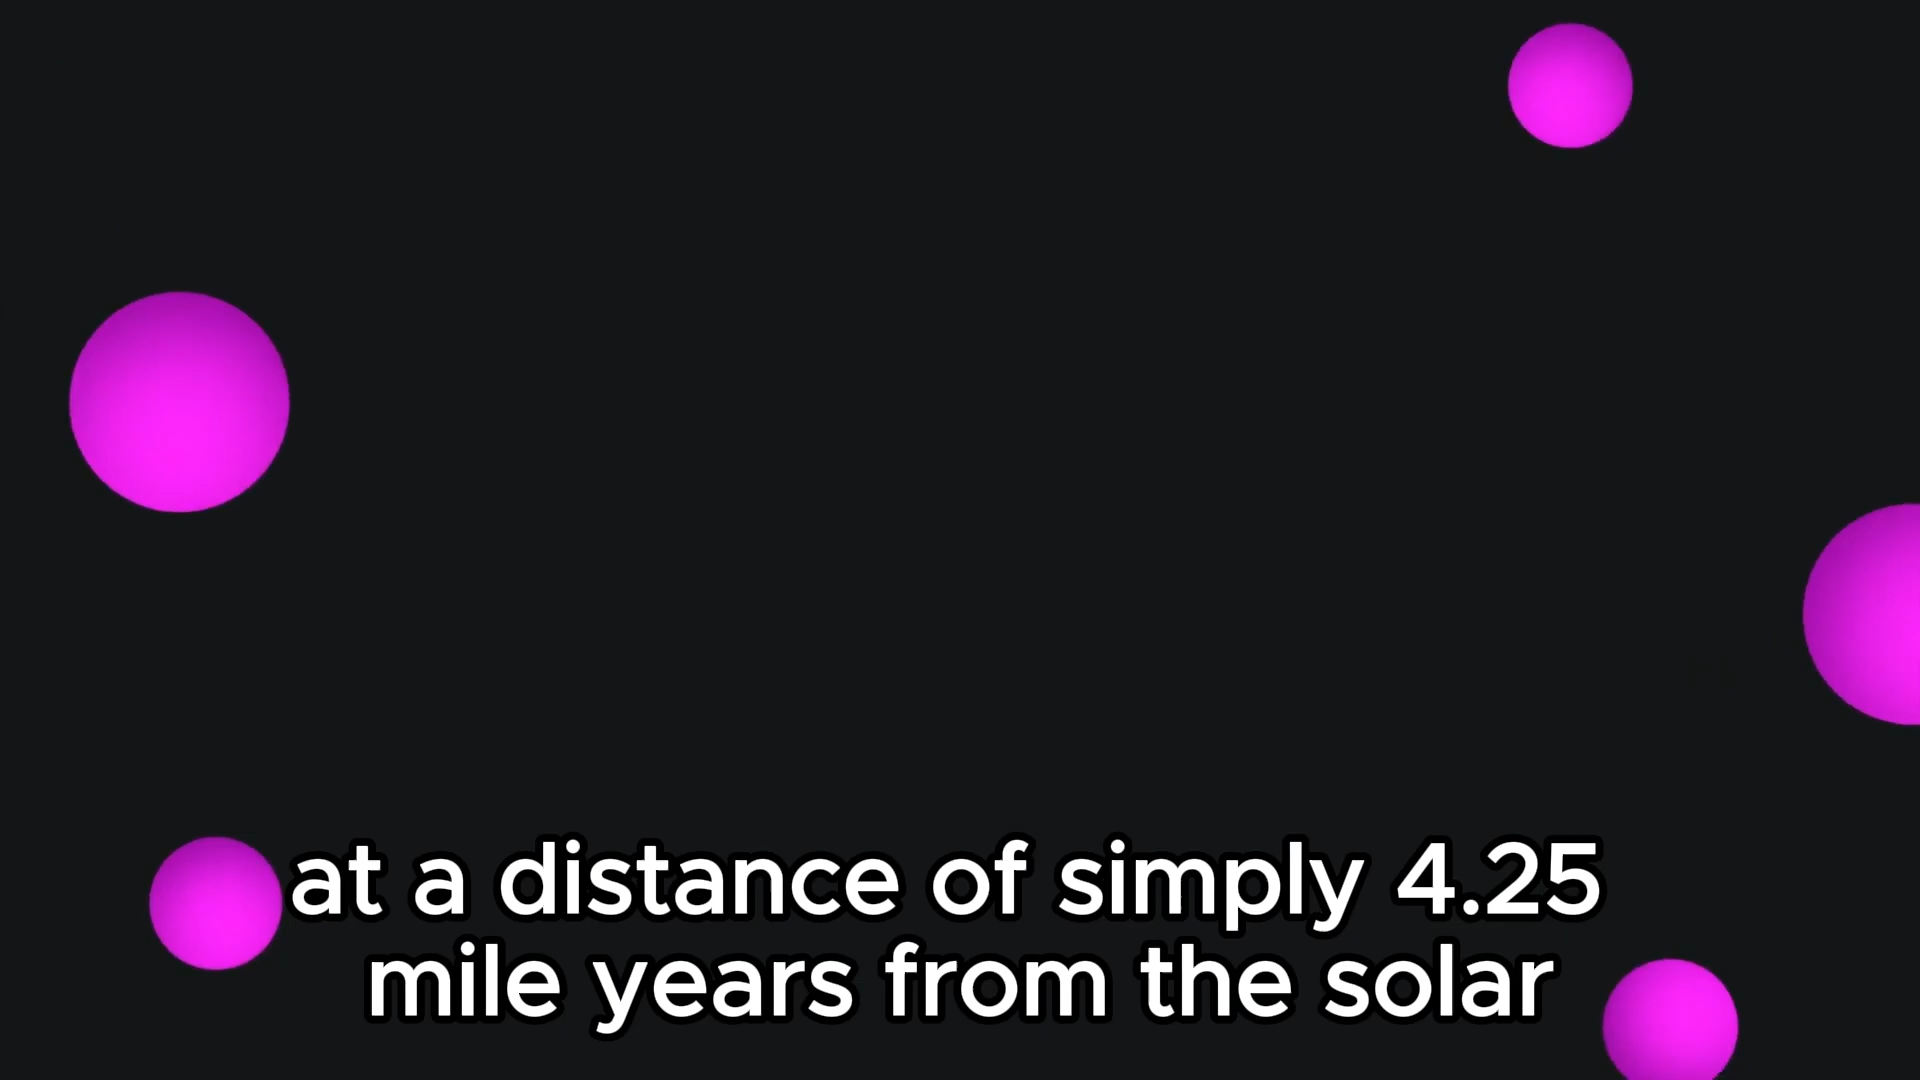 at a distance of simply 4.25
mile years from the solar